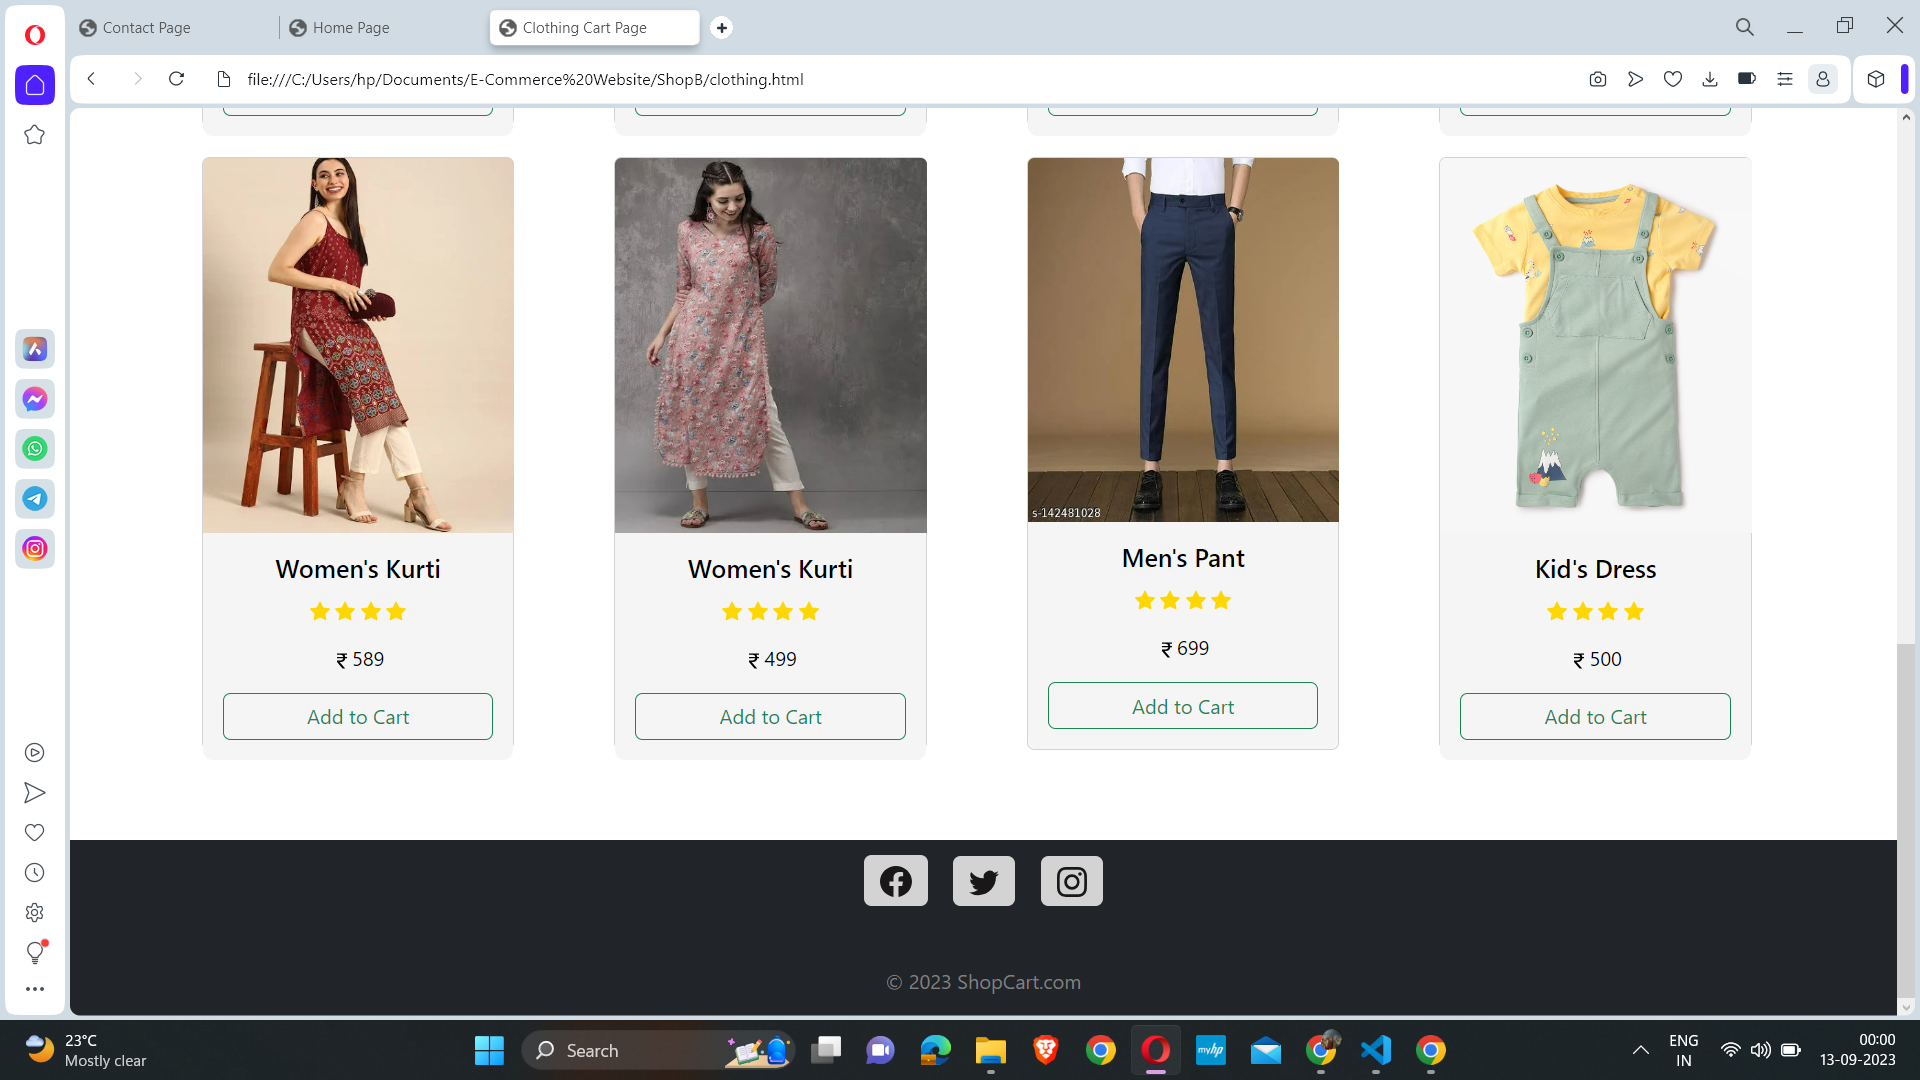 Contact Page
Home Page
Clothing Cart Page
file:///C:/Users/hp/Documents/E-Commerce%20Website/ShopB/clothing.html
s-142481028
Women's Kurti
₹ 589
Add to Cart
Women's Kurti
₹ 499
Add to Cart
Men's Pant
₹ 699
Add to Cart
Kid's Dress
₹ 500
Add to Cart
© 2023 ShopCart.com
23°C
Mostly clear
Search
myhp
ENG
IN
00:00
13-09-2023